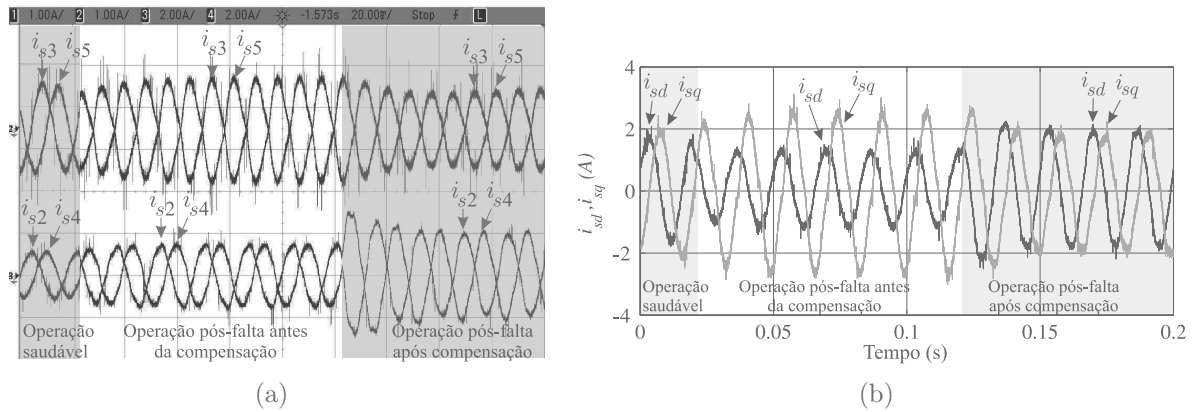 1 1.00A/ 2 1.00A/ 3 2.00A/ 4 2.00A/ -1.573s 20.00 Stop L
i_s3 i_s5 i_s3 i_s5 i_s3 i_s5
i_s2 i_s4 i_s2 i_s4 i_s2 i_s4
Operação saudável
Operação pós-falta antes
da compensação
Operação pós-falta
após compensação
(a)
4
2
0
-2
-4
i_sd, i_sq (A)
i_sd i_sq i_sd i_sq i_sd i_sq
Operação
saudável
Operação pós-falta antes
da compensação
Operação pós-falta
após compensação
0 0.05 0.1 0.15 0.2
Tempo (s)
(b)